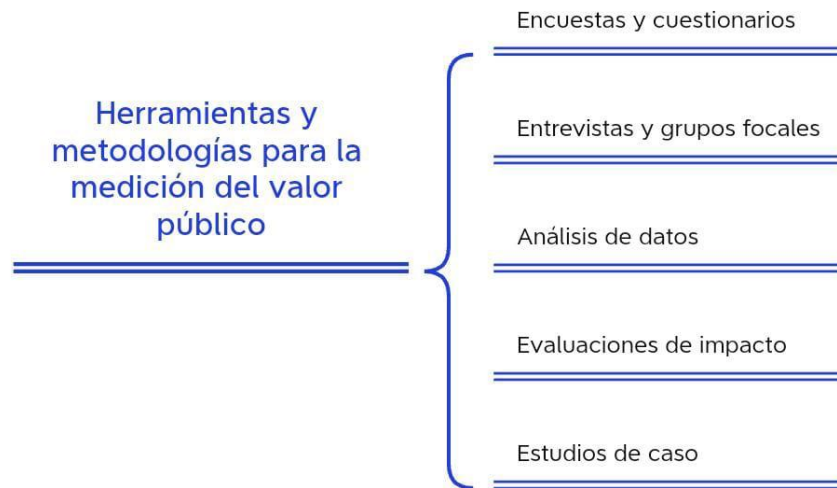 Herramientas y
metodologías para la
medición del valor
público
Encuestas y cuestionarios
Entrevistas y grupos focales
Análisis de datos
Evaluaciones de impacto
Estudios de caso